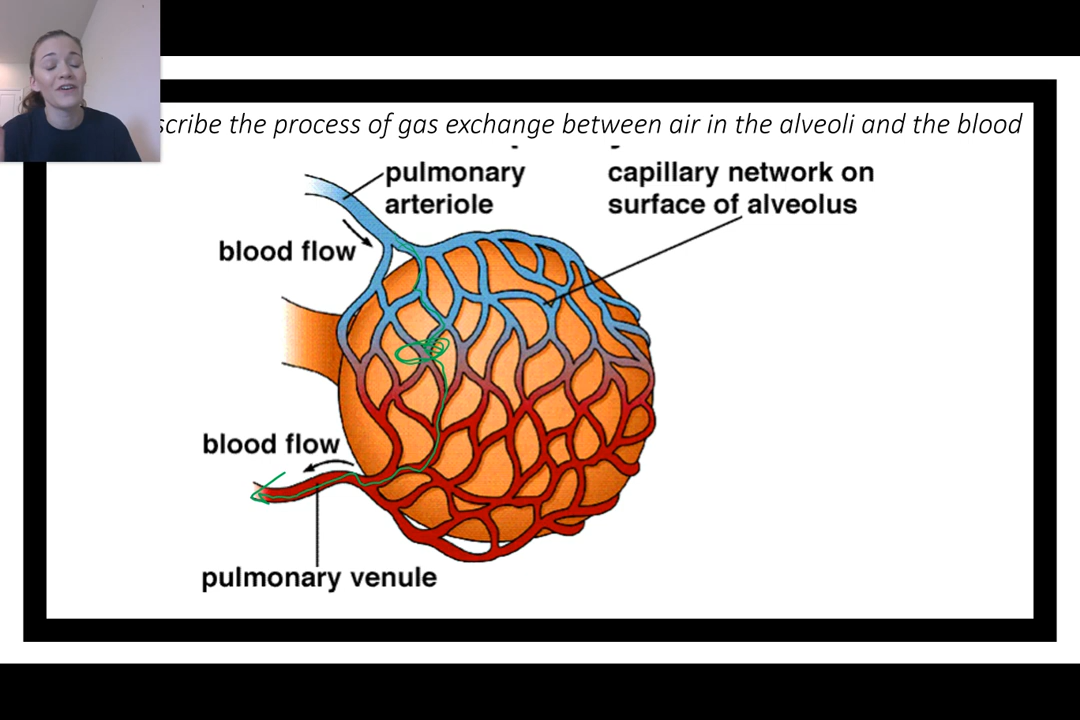 scribe the process of gas exchange between air in the alveoli and the blood
pulmonary
arteriole
capillary network on
surface of alveolus
blood flow
blood flow
pulmonary venule